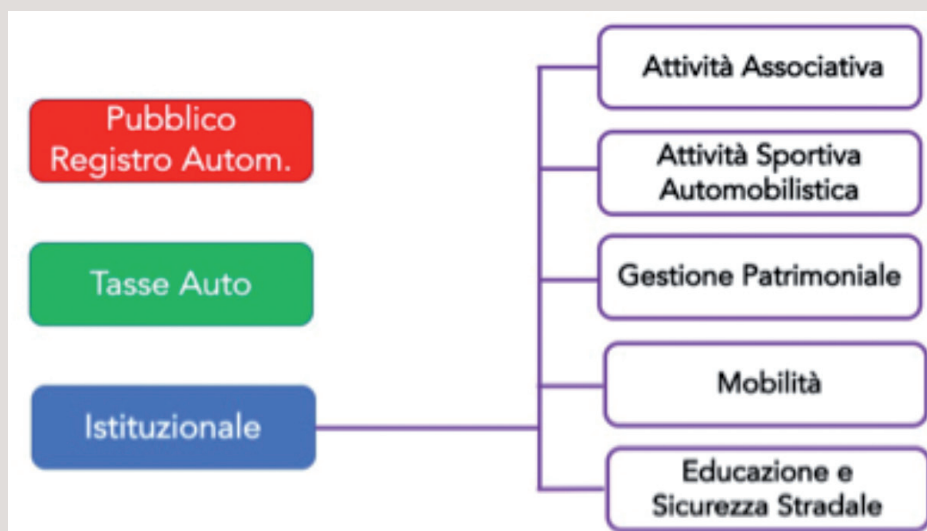 Pubblico
Registro Autom.
Tasse Auto
Istituzionale
Attività Associativa
Attività Sportiva
Automobilistica
Gestione Patrimoniale
Mobilità
Educazione e
Sicurezza Stradale